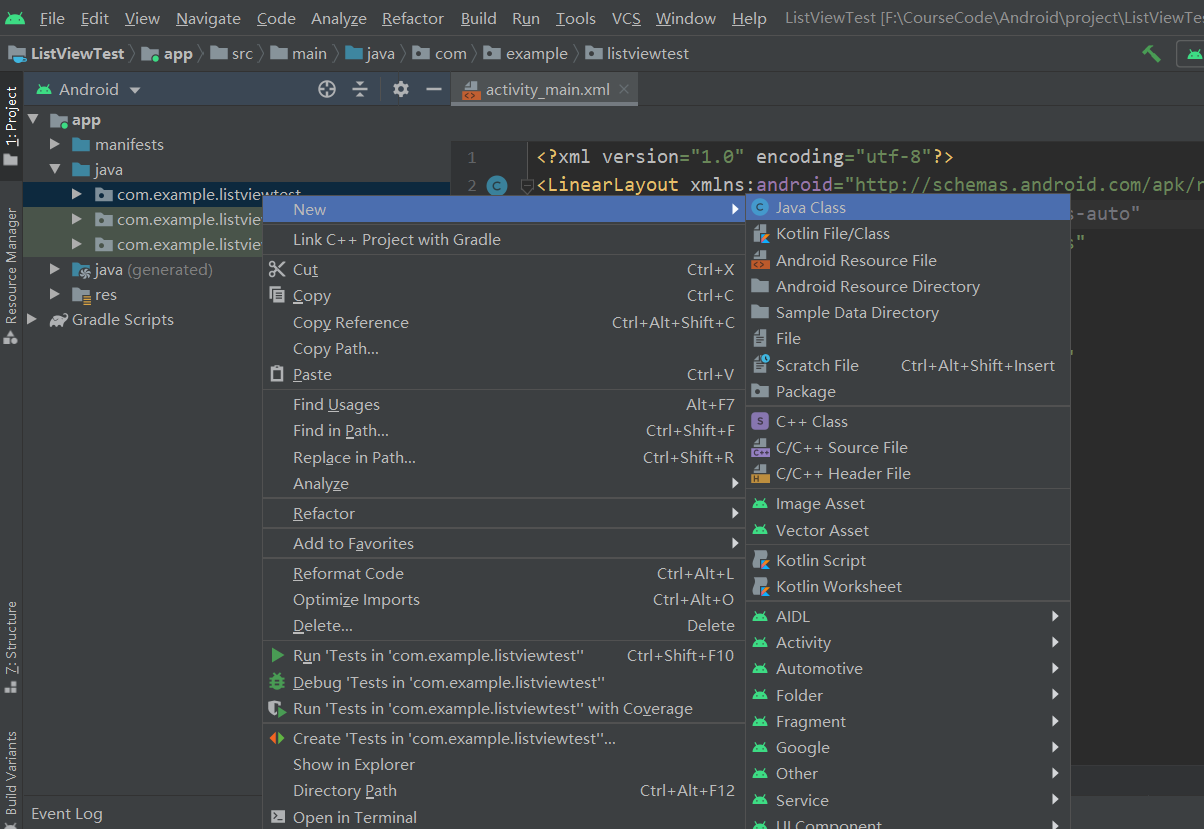 File Edit View Navigate Code Analyze Refactor Build Run Tools VCS Window Help ListViewTest [F:\CourseCode\Android\project\ListViewTes
ListViewTest app src main java com example listviewtest
Android
activity_main.xml
1: Project
Resource Manager
7: Structure
Build Variants
app
manifests
java
com.example.listviewtest
com.example.listvie
com.example.listvie
java (generated)
res
Gradle Scripts
1 <?xml version="1.0" encoding="utf-8"?>
2 <LinearLayout xmlns:android="http://schemas.android.com/apk/r
s-auto"
s"
New
Link C++ Project with Gradle
Cut Ctrl+X
Copy Ctrl+C
Copy Reference Ctrl+Alt+Shift+C
Copy Path...
Paste Ctrl+V
Find Usages Alt+F7
Find in Path... Ctrl+Shift+F
Replace in Path... Ctrl+Shift+R
Analyze
Refactor
Add to Favorites
Reformat Code Ctrl+Alt+L
Optimize Imports Ctrl+Alt+O
Delete... Delete
Run 'Tests in 'com.example.listviewtest'' Ctrl+Shift+F10
Debug 'Tests in 'com.example.listviewtest''
Run 'Tests in 'com.example.listviewtest'' with Coverage
Create 'Tests in 'com.example.listviewtest''...
Show in Explorer
Directory Path Ctrl+Alt+F12
Open in Terminal
Java Class
Kotlin File/Class
Android Resource File
Android Resource Directory
Sample Data Directory
File
Scratch File Ctrl+Alt+Shift+Insert
Package
C++ Class
C/C++ Source File
C/C++ Header File
Image Asset
Vector Asset
Kotlin Script
Kotlin Worksheet
AIDL
Activity
Automotive
Folder
Fragment
Google
Other
Service
UI Component
Event Log